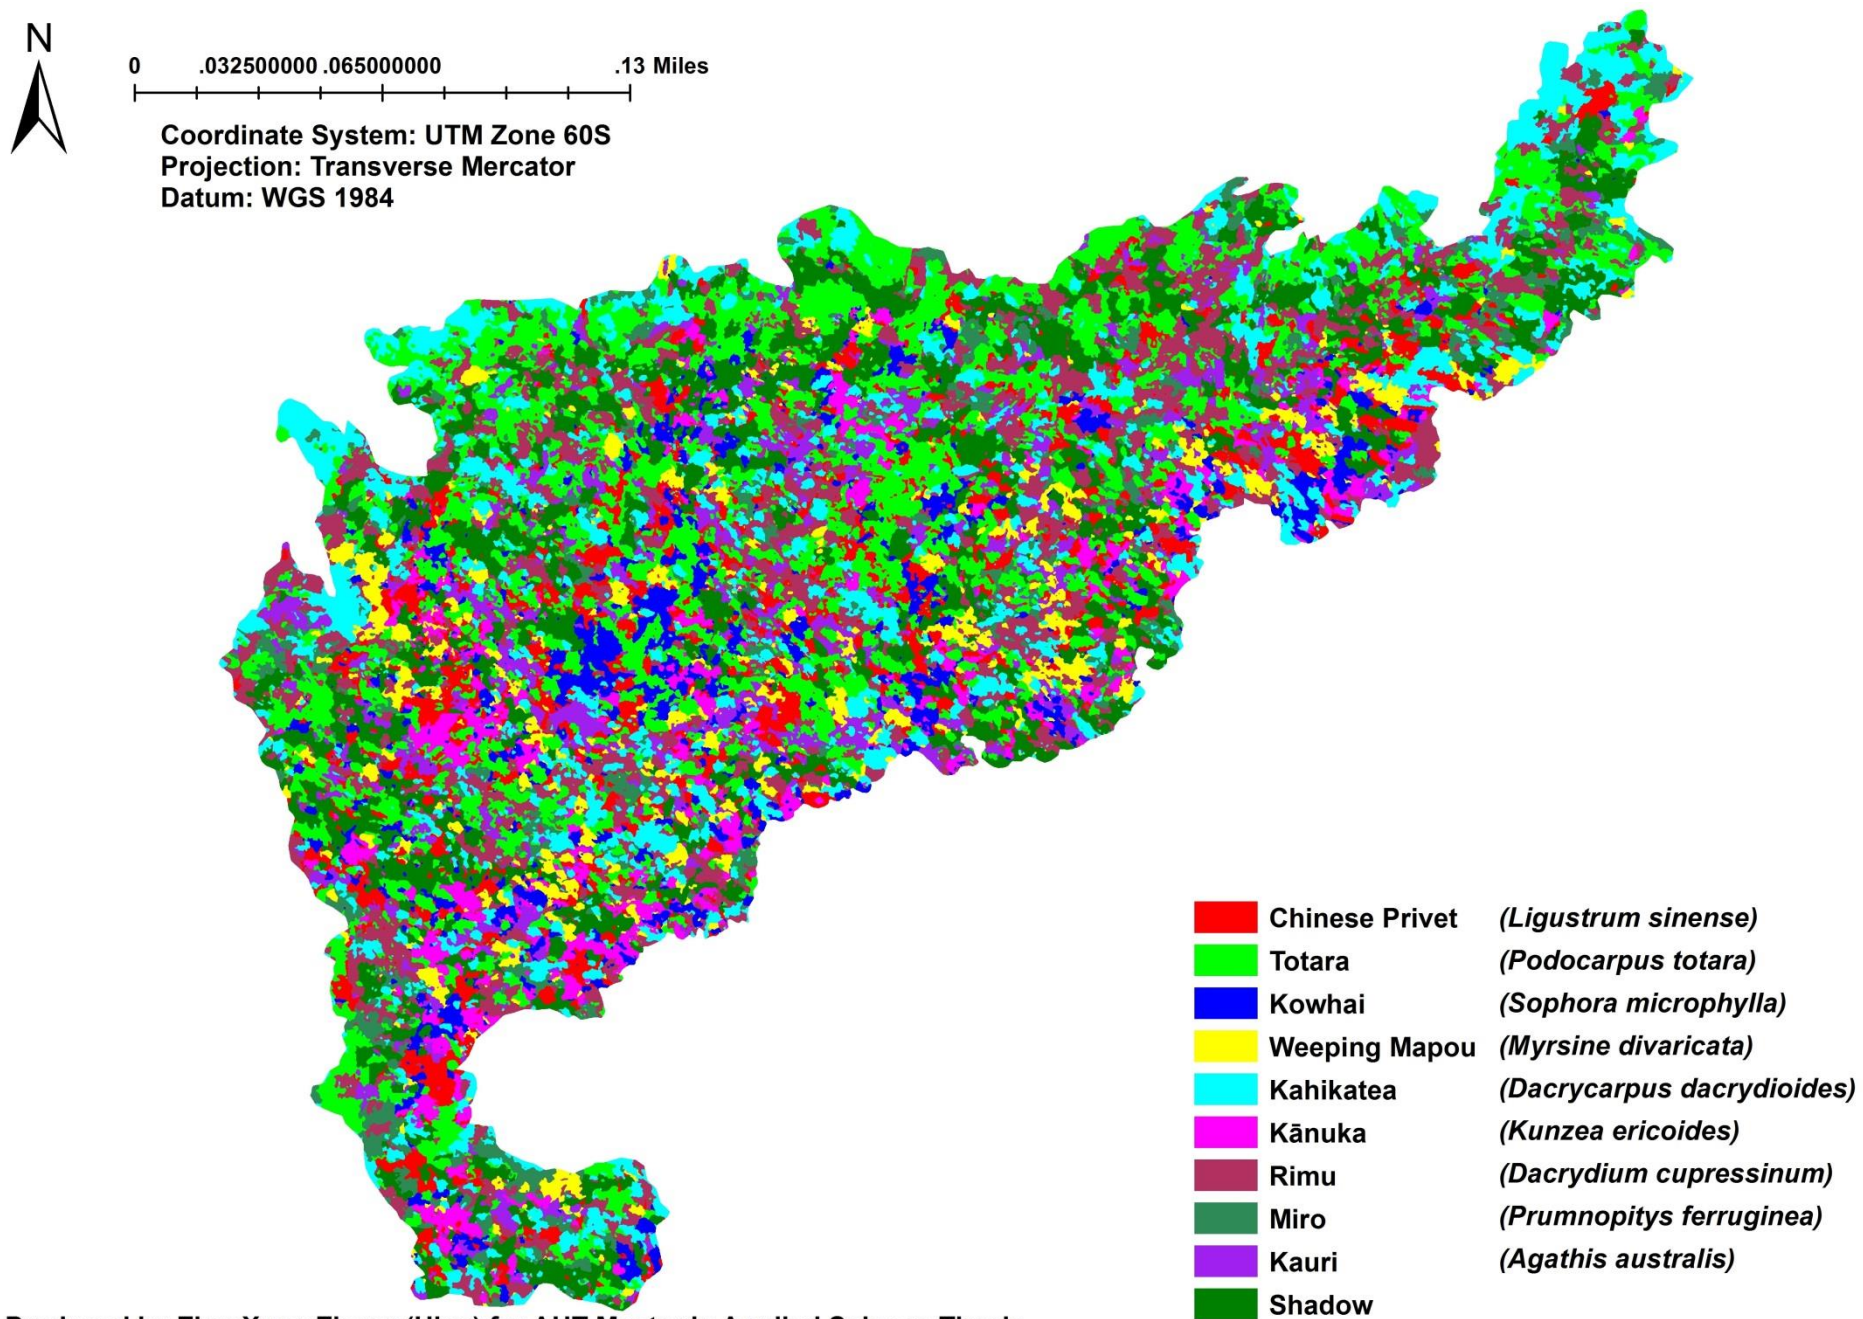 N
0 .032500000 .065000000 .13 Miles
Coordinate System: UTM Zone 60S
Projection: Transverse Mercator
Datum: WGS 1984
Chinese Privet (Ligustrum sinense)
Totara (Podocarpus totara)
Kowhai (Sophora microphylla)
Weeping Mapou (Myrsine divaricata)
Kahikatea (Dacrycarpus dacrydioides)
Kānuka (Kunzea ericoides)
Rimu (Dacrydium cupressinum)
Miro (Prumnopitys ferruginea)
Kauri (Agathis australis)
Shadow